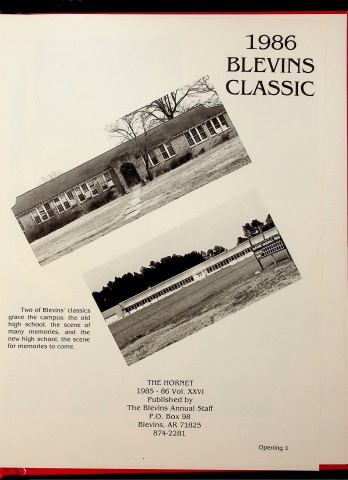 1986
BLEVINS
CLASSIC
Two of Blevins' classics
grace the campus: the old
high school, the scene of
many memories, and the
new high school, the scene
for memories to come.
THE HORNET
1985 - 86 Vol. XXVI
Published by
The Blevins Annual Staff
P.O. Box 98
Blevins, AR 71825
874-2281
Opening 1